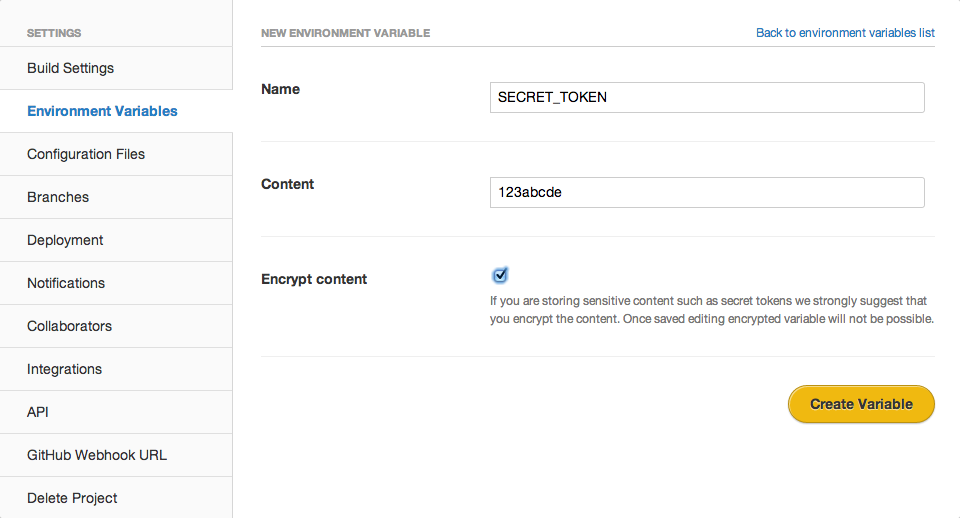 SETTINGS
Build Settings
Environment Variables
Configuration Files
Branches
Deployment
Notifications
Collaborators
Integrations
API
GitHub Webhook URL
Delete Project
NEW ENVIRONMENT VARIABLE
Back to environment variables list
Name
SECRET_TOKEN
Content
123abcde
Encrypt content
If you are storing sensitive content such as secret tokens we strongly suggest that
you encrypt the content. Once saved editing encrypted variable will not be possible.
Create Variable